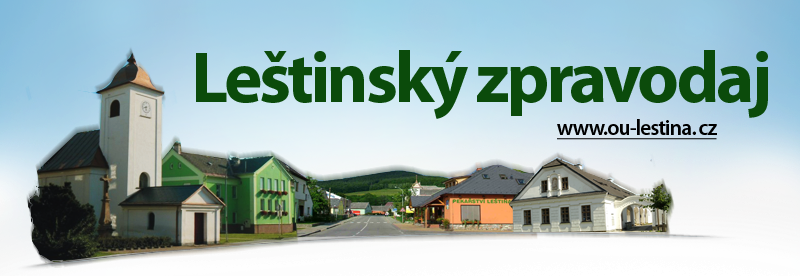 Leštinský zpravodaj
www.ou-lestina.cz
PEKAŘSTVÍ LEŠTINA